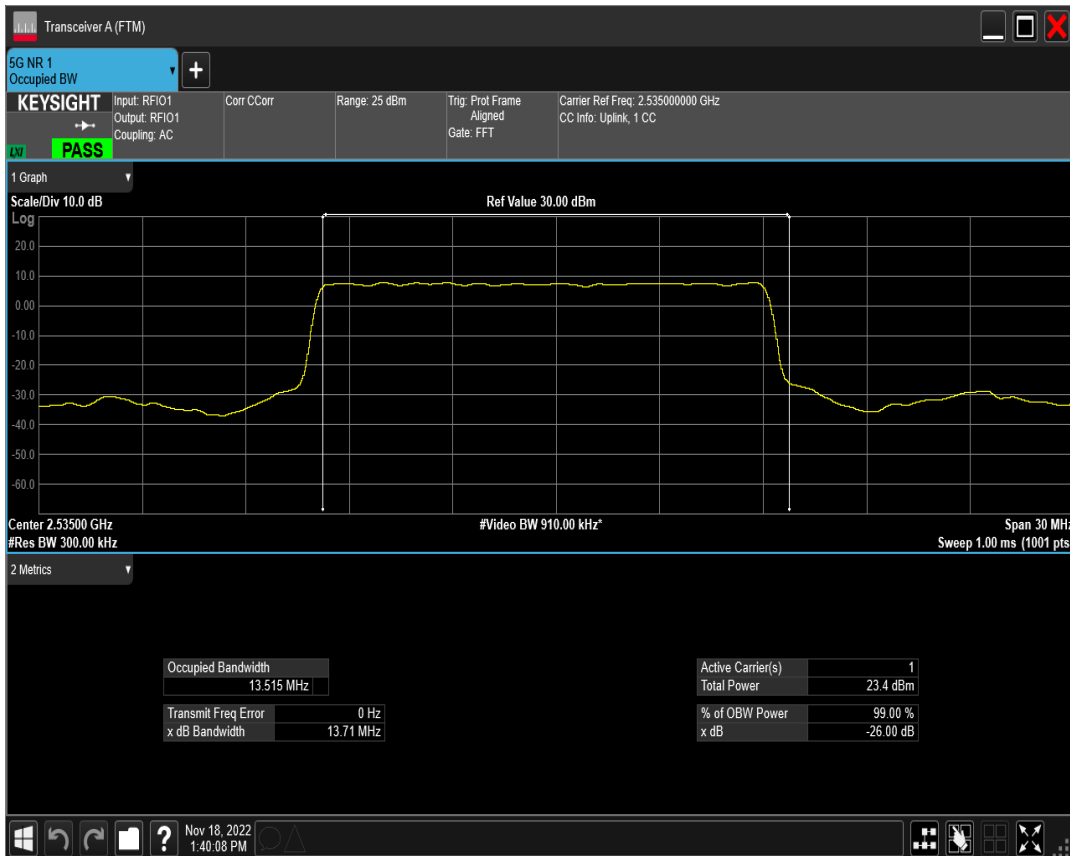 Transceiver A (FTM)
5G NR 1
Occupied BW
KEYSIGHT
LXI
PASS
Input: RFIO1
Output: RFIO1
Coupling: AC
Corr CCorr
Range: 25 dBm
Trig: Prot Frame
Aligned
Gate: FFT
Carrier Ref Freq: 2.535000000 GHz
CC Info: Uplink, 1 CC
1 Graph
Scale/Div 10.0 dB
Ref Value 30.00 dBm
Log
20.0
10.0
0.00
-10.0
-20.0
-30.0
-40.0
-50.0
-60.0
Center 2.53500 GHz
#Video BW 910.00 kHz*
Span 30 MHz
#Res BW 300.00 kHz
Sweep 1.00 ms (1001 pts
2 Metrics
Occupied Bandwidth
13.515 MHz
Transmit Freq Error 0 Hz
x dB Bandwidth 13.71 MHz
Active Carrier(s) 1
Total Power 23.4 dBm
% of OBW Power 99.00 %
x dB -26.00 dB
?
Nov 18, 2022
1:40:08 PM